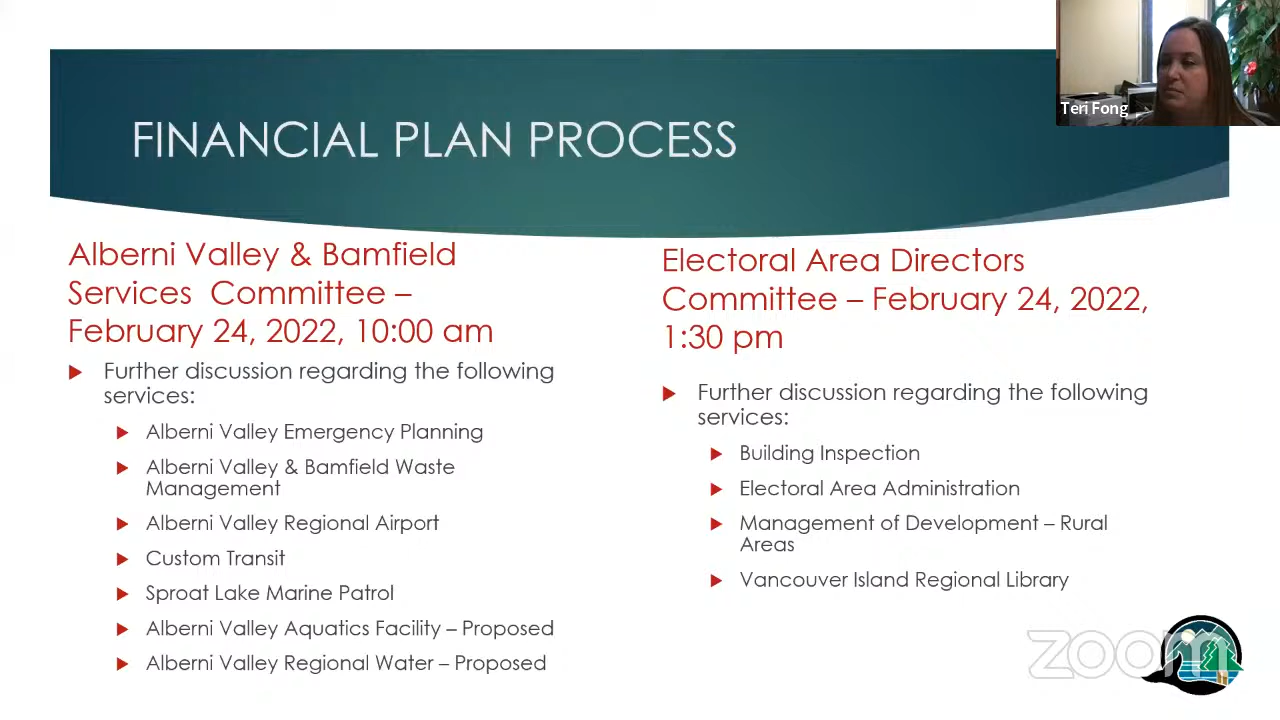 Teri Fong
FINANCIAL PLAN PROCESS
Alberni Valley & Bamfield
Services Committee –
February 24, 2022, 10:00 am
Further discussion regarding the following
services:
Alberni Valley Emergency Planning
Alberni Valley & Bamfield Waste
Management
Alberni Valley Regional Airport
Custom Transit
Sproat Lake Marine Patrol
Alberni Valley Aquatics Facility – Proposed
Alberni Valley Regional Water – Proposed
Electoral Area Directors
Committee – February 24, 2022,
1:30 pm
Further discussion regarding the following
services:
Building Inspection
Electoral Area Administration
Management of Development – Rural
Areas
Vancouver Island Regional Library
zoom